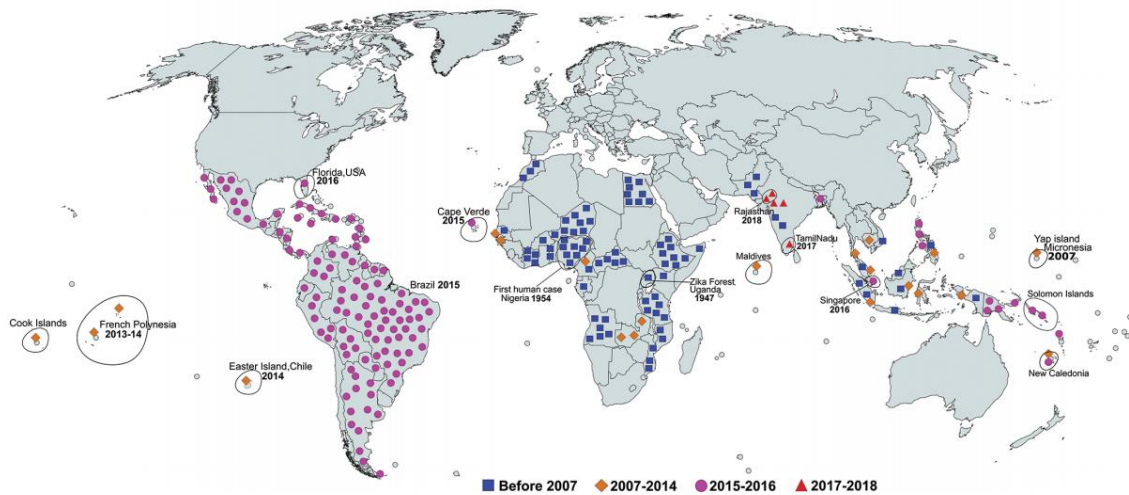 Florida,USA
2016
Cape Verde
2015
Rajasthan
2018
TamilNadu
2017
Yap island
Micronesia
2007
Maldives
First human case
Nigeria 1954
Zika Forest
Uganda
1947
Brazil 2015
Singapore
2016
Solomon Islands
Cook Islands
French Polynesia
2013-14
Easter Island,Chile
2014
New Caledonia
Before 2007
2007-2014
2015-2016
2017-2018